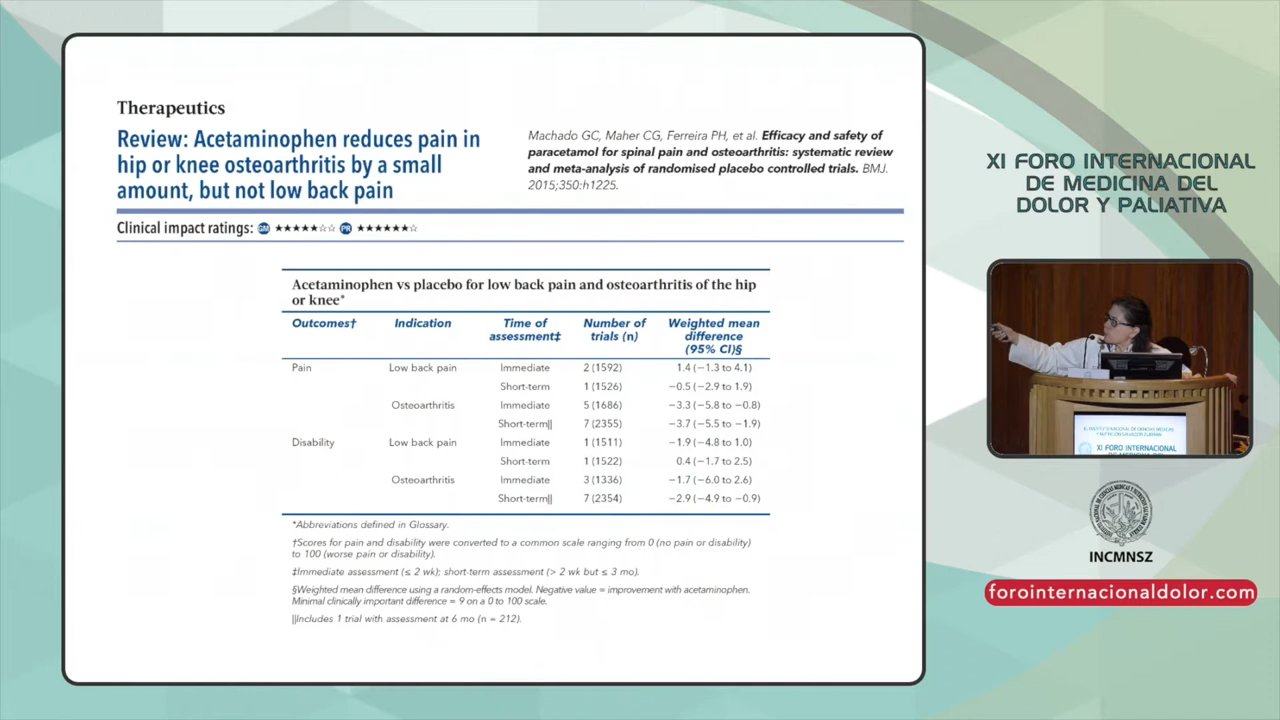 Therapeutics
Review: Acetaminophen reduces pain in
hip or knee osteoarthritis by a small
amount, but not low back pain
Machado GC, Maher CG, Ferreira PH, et al. Efficacy and safety of
paracetamol for spinal pain and osteoarthritis: systematic review
and meta-analysis of randomised placebo controlled trials. BMJ.
2015;350:h1225.
Clinical impact ratings: GM ★★★★★☆☆ PR ★★★★★★☆
Acetaminophen vs placebo for low back pain and osteoarthritis of the hip
or knee*
Outcomes† Indication Time of assessment‡ Number of trials (n) Weighted mean difference (95% CI)§
Pain Low back pain Immediate 2 (1592) 1.4 (−1.3 to 4.1)
Short-term 1 (1526) −0.5 (−2.9 to 1.9)
Osteoarthritis Immediate 5 (1686) −3.3 (−5.8 to −0.8)
Short-term|| 7 (2355) −3.7 (−5.5 to −1.9)
Disability Low back pain Immediate 1 (1511) −1.9 (−4.8 to 1.0)
Short-term 1 (1522) 0.4 (−1.7 to 2.5)
Osteoarthritis Immediate 3 (1336) −1.7 (−6.0 to 2.6)
Short-term|| 7 (2354) −2.9 (−4.9 to −0.9)
*Abbreviations defined in Glossary.
†Scores for pain and disability were converted to a common scale ranging from 0 (no pain or disability)
to 100 (worse pain or disability).
‡Immediate assessment (≤ 2 wk); short-term assessment (> 2 wk but ≤ 3 mo).
§Weighted mean difference using a random-effects model. Negative value = improvement with acetaminophen.
Minimal clinically important difference = 9 on a 0 to 100 scale.
||Includes 1 trial with assessment at 6 mo (n = 212).
XI FORO INTERNACIONAL
DE MEDICINA DEL
DOLOR Y PALIATIVA
XI FORO INTERNACIONAL
INCMNSZ
forointernacionaldolor.com